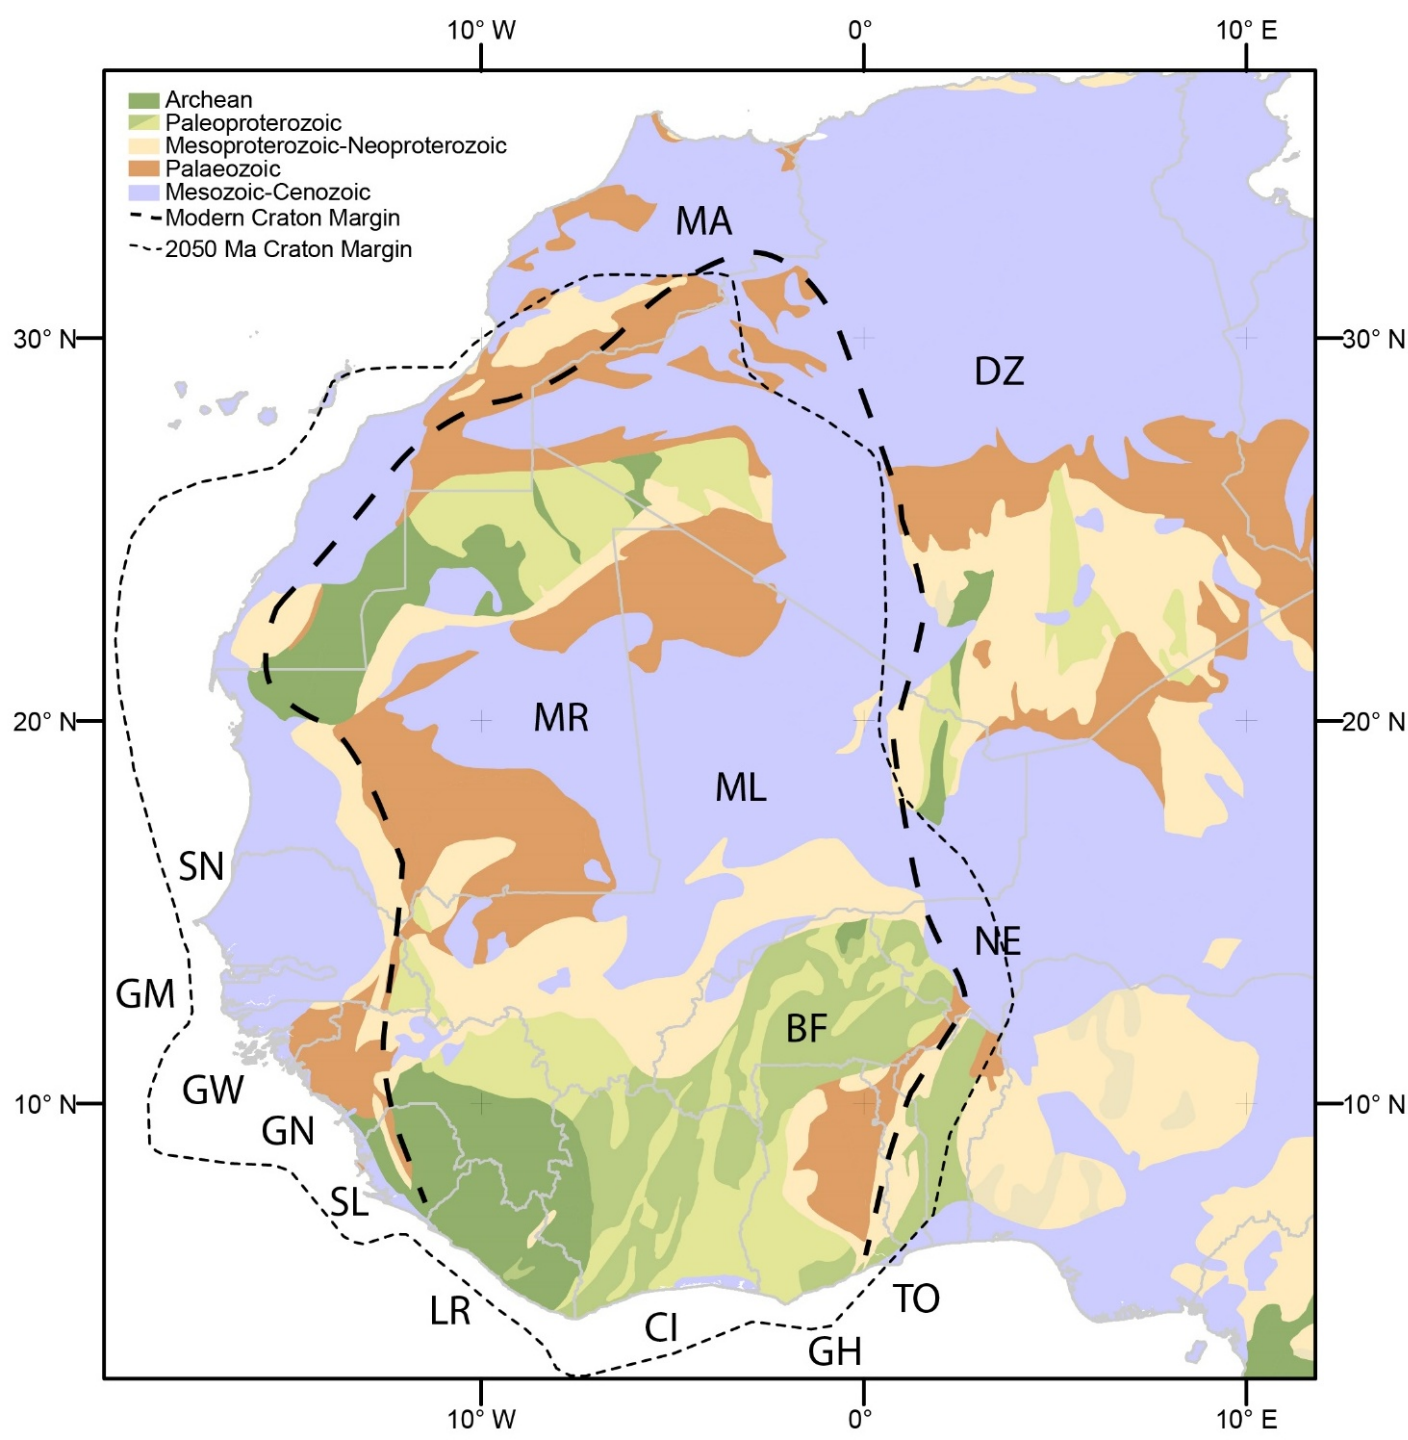 10° W 0° 10° E
Archean
Paleoproterozoic
Mesoproterozoic-Neoproterozoic
Palaeozoic
Mesozoic-Cenozoic
Modern Craton Margin
2050 Ma Craton Margin
MA
30° N 30° N
DZ
20° N 20° N
MR
ML
SN
NE
GM
BF
GW
10° N 10° N
GN
SL
TO
LR
CI
GH
10° W 0° 10° E